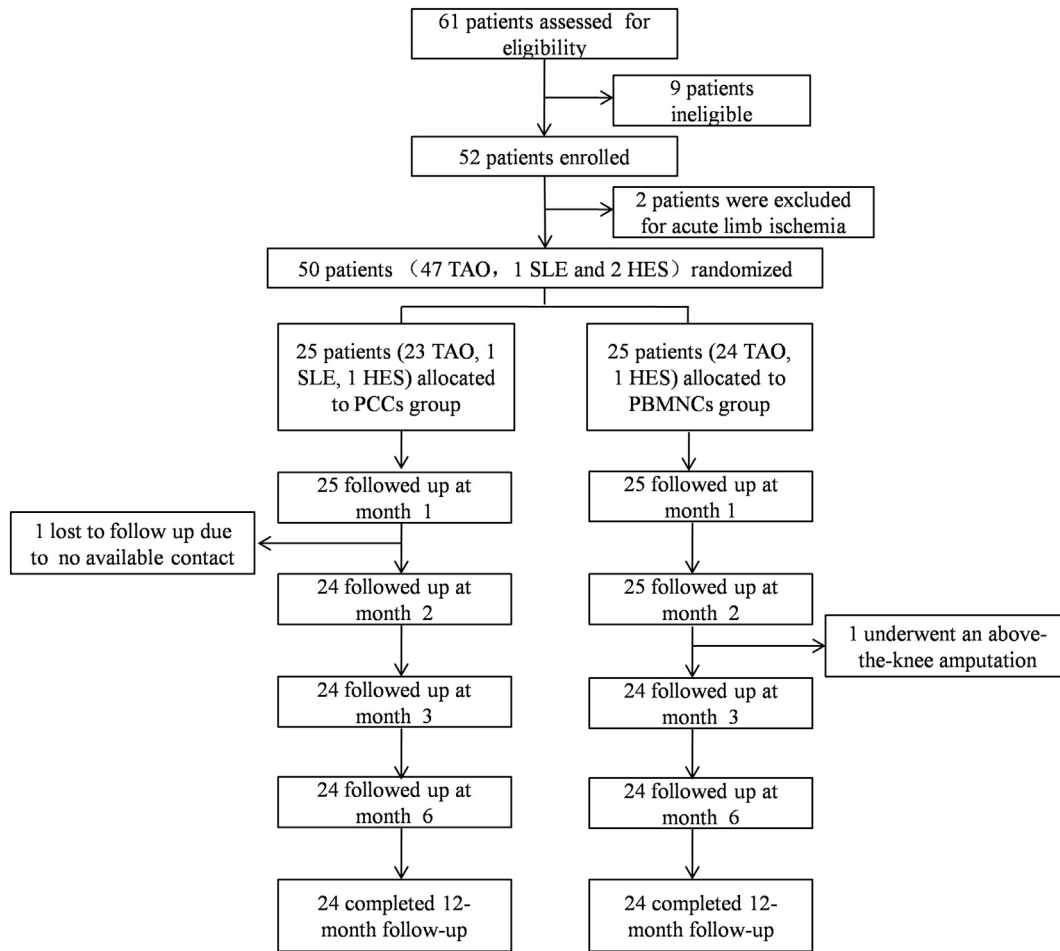 61 patients assessed for
eligibility
9 patients
ineligible
52 patients enrolled
2 patients were excluded
for acute limb ischemia
50 patients （47 TAO，1 SLE and 2 HES）randomized
25 patients (23 TAO, 1
SLE, 1 HES) allocated
to PCCs group
25 patients (24 TAO,
1 HES) allocated to
PBMNCs group
25 followed up at
month 1
25 followed up at
month 1
1 lost to follow up due
to no available contact
24 followed up at
month 2
25 followed up at
month 2
1 underwent an above-
the-knee amputation
24 followed up at
month 3
24 followed up at
month 3
24 followed up at
month 6
24 followed up at
month 6
24 completed 12-
month follow-up
24 completed 12-
month follow-up